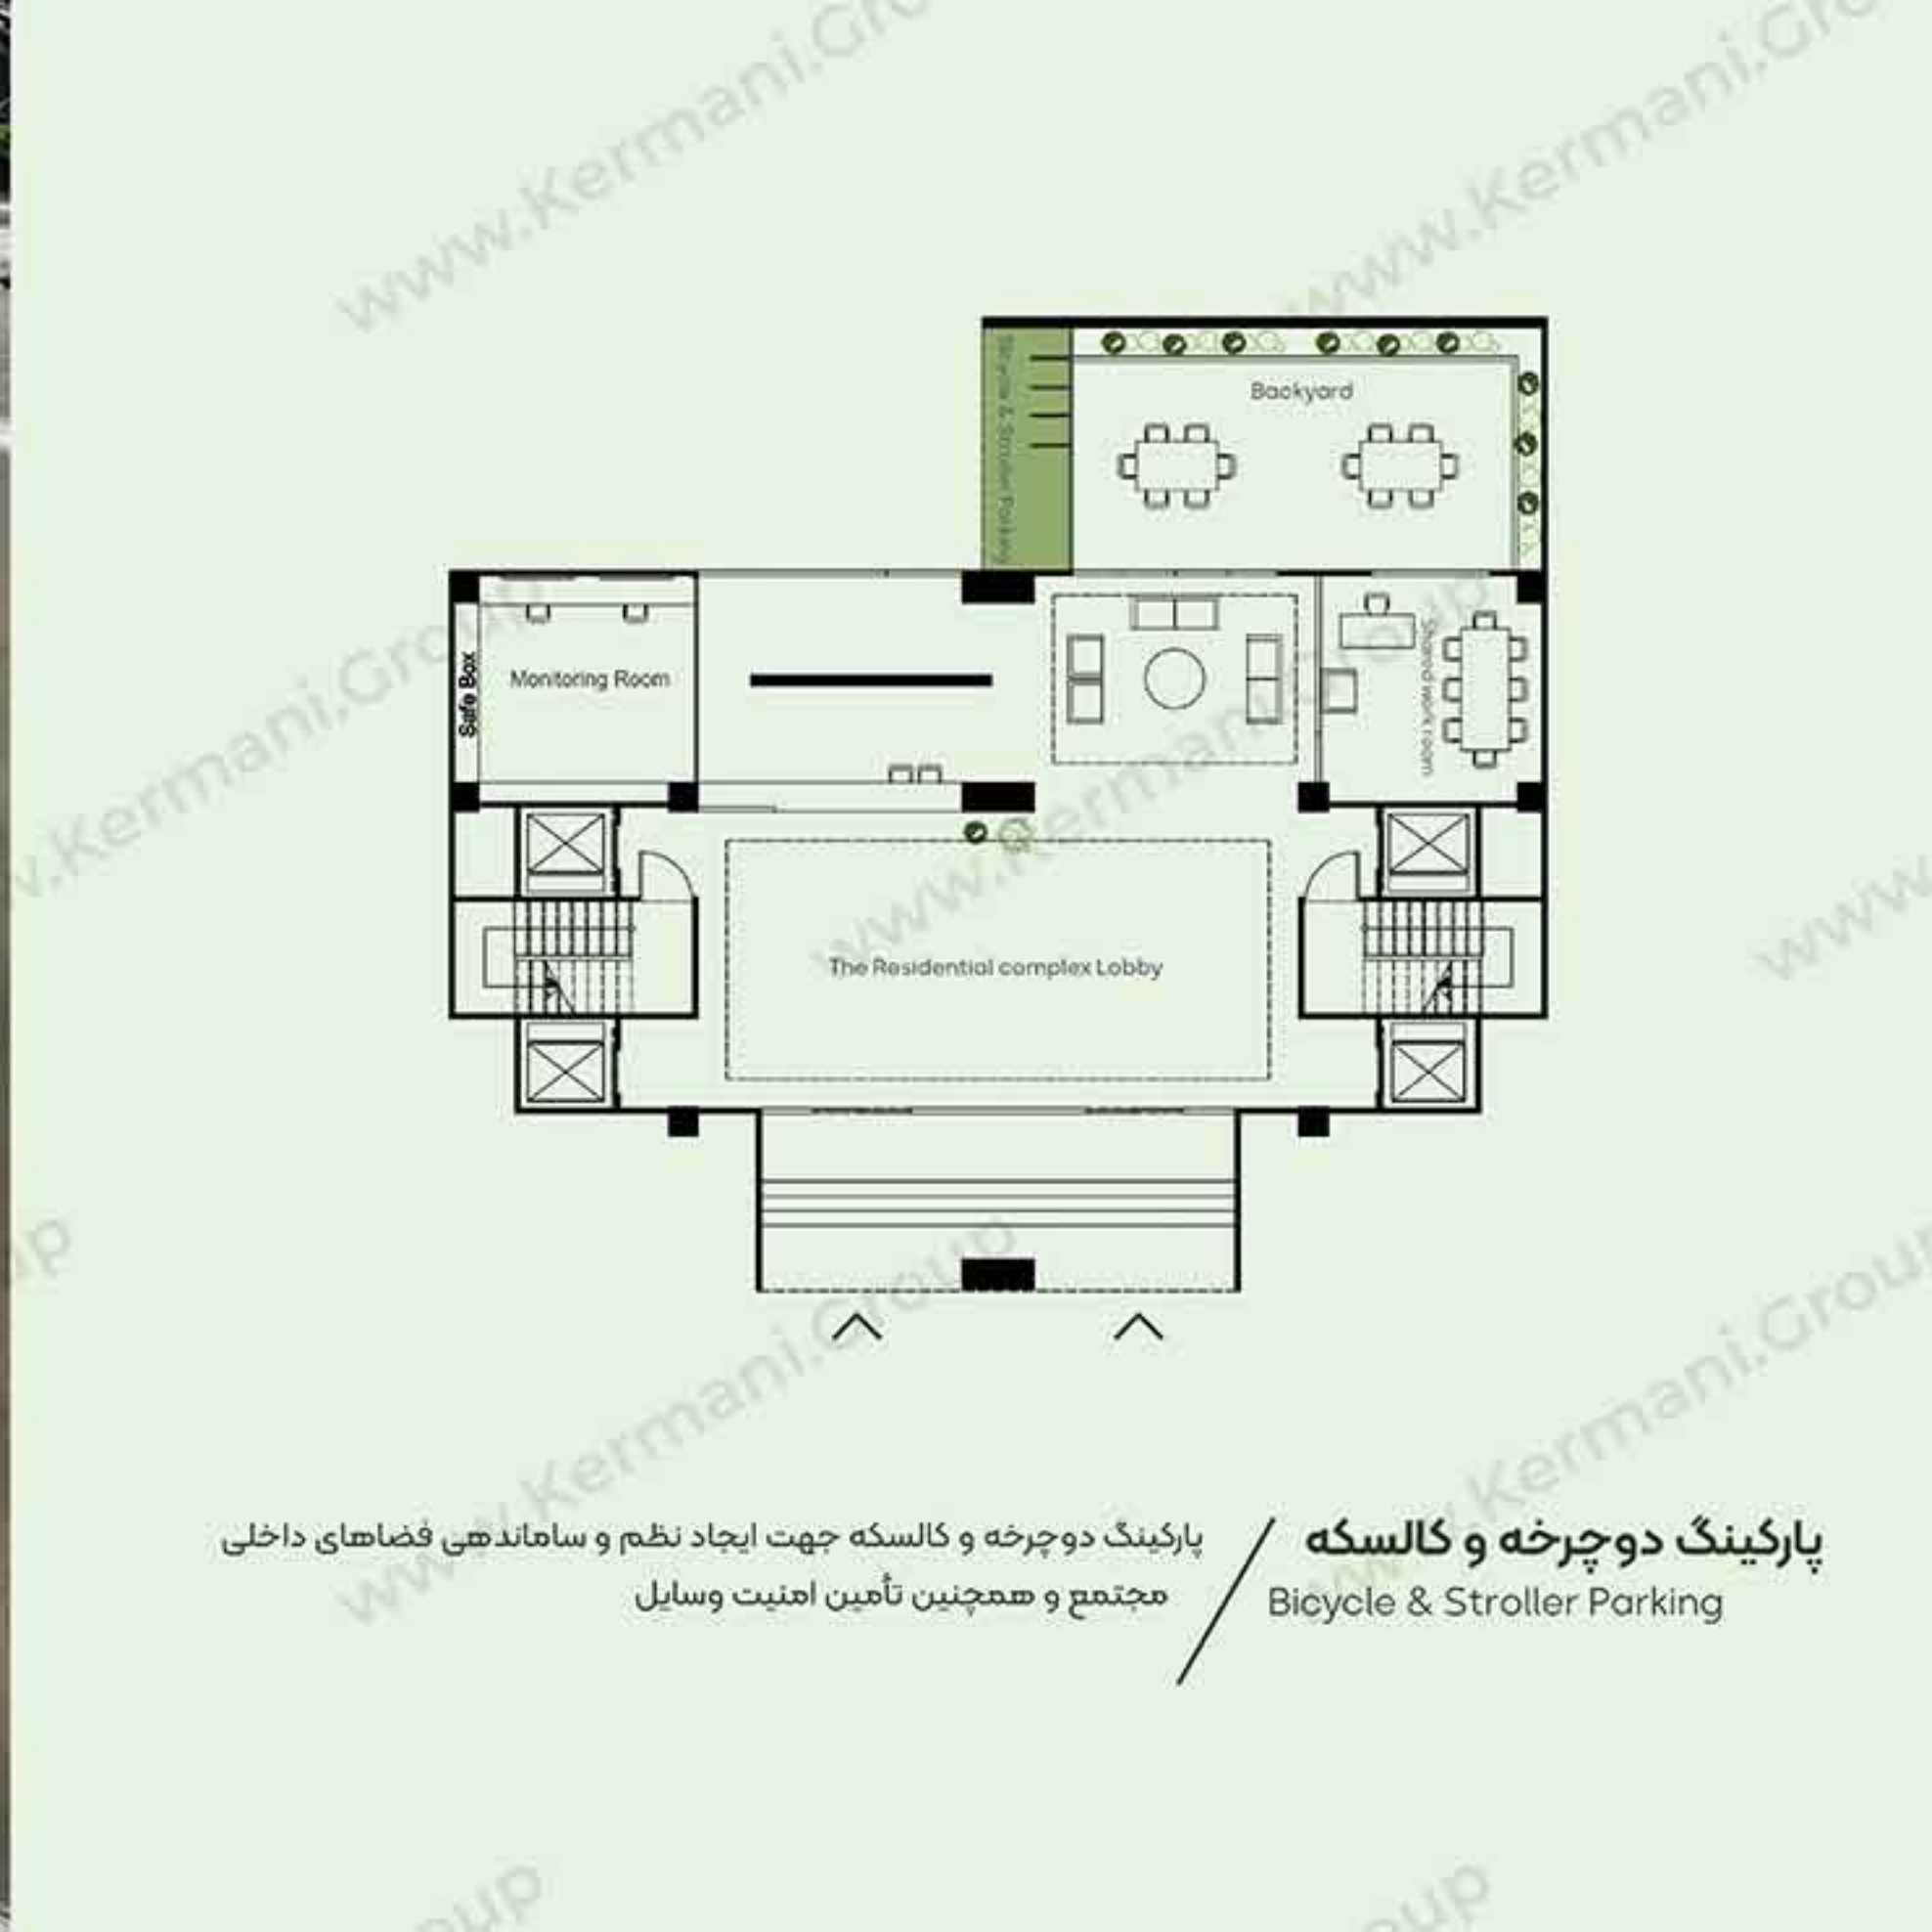 Bicycle & Stroller Parking
Backyard
Safe Box
Monitoring Room
Shared work room
The Residential complex Lobby
پارکینگ دوچرخه و کالسکه
Bicycle & Stroller Parking
پارکینگ دوچرخه و کالسکه جهت ایجاد نظم و ساماندهی فضاهای داخلی
مجتمع و همچنین تأمین امنیت وسایل
www.Kermani.Group